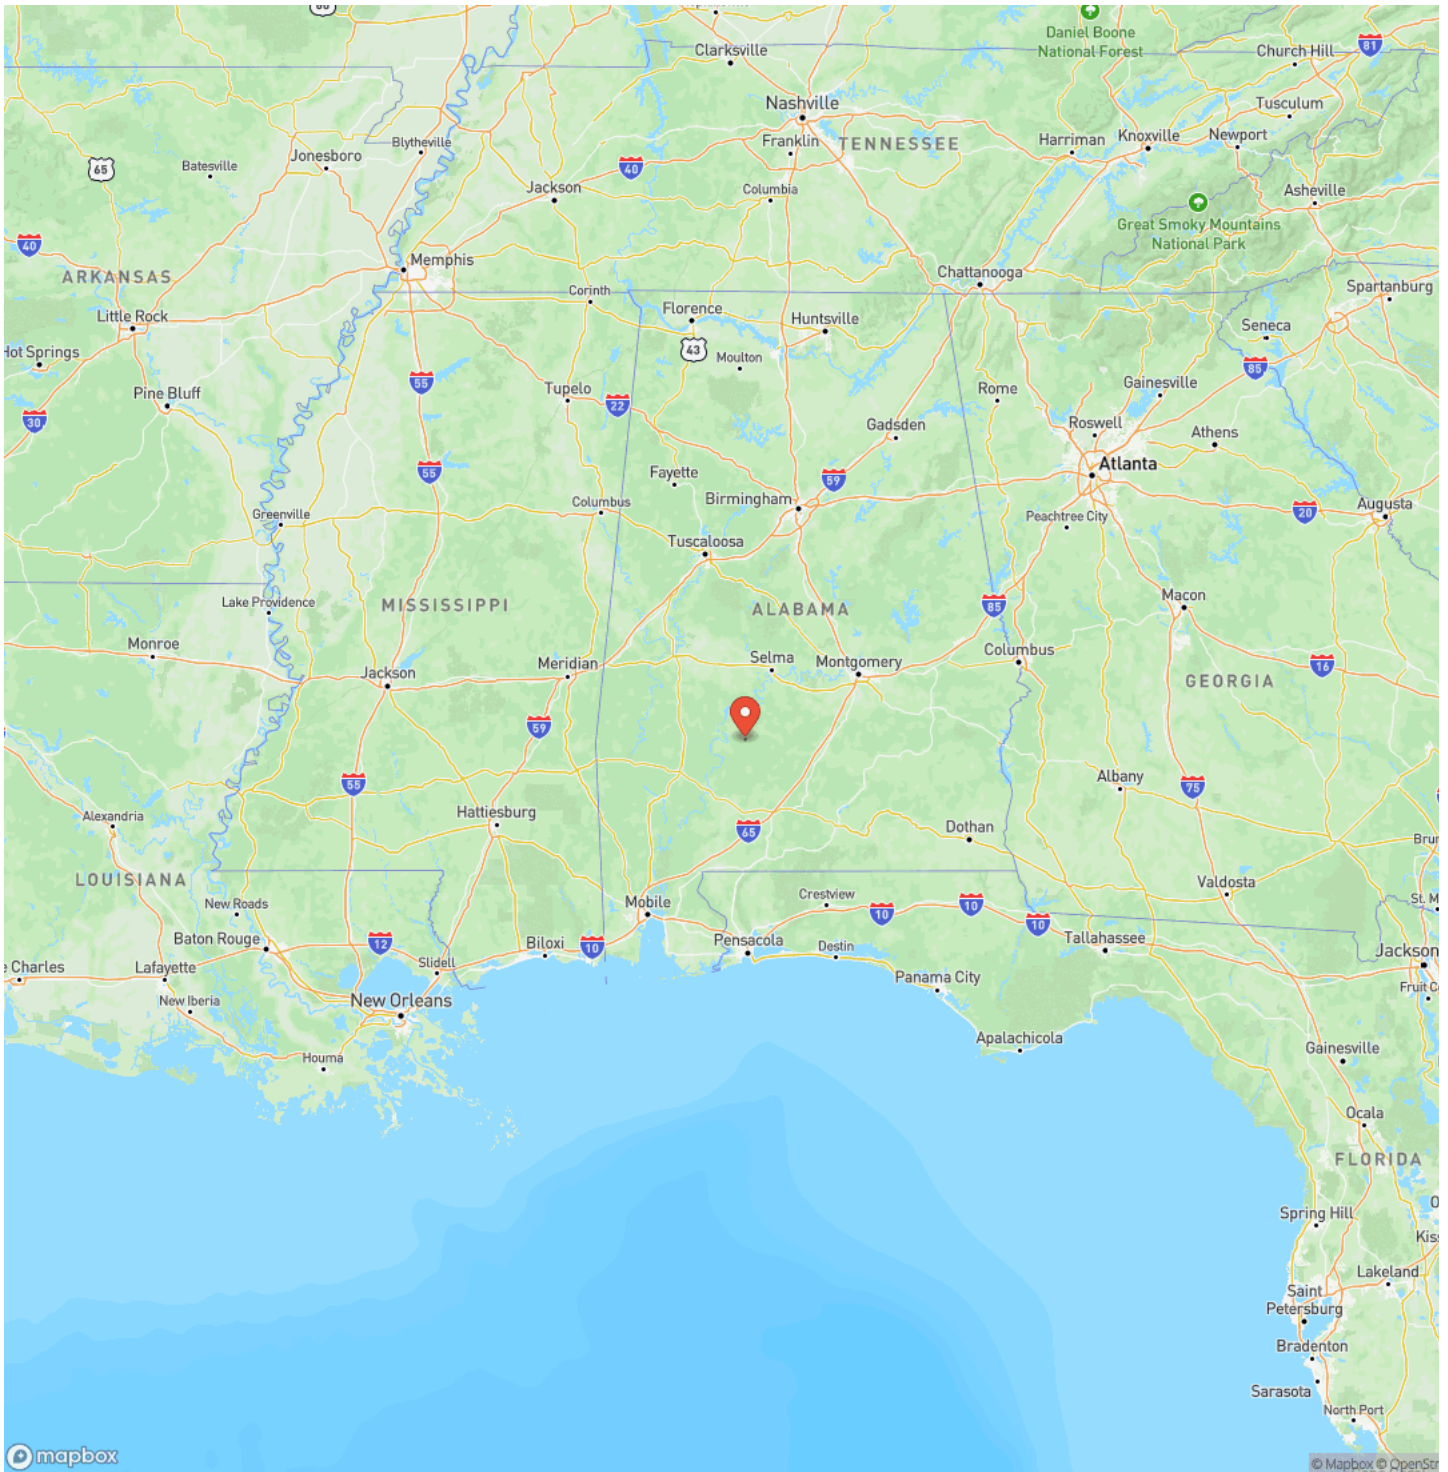 Daniel Boone
National Forest
81
Clarksville
Church Hill
Nashville
Tusculum
Franklin
TENNESSEE
Harriman
Knoxville
Newport
Blytheville
Jonesboro
65
Batesville
40
Jackson
Columbia
Asheville
Great Smoky Mountains
National Park
40
Memphis
Chattanooga
ARKANSAS
Corinth
Spartanburg
Little Rock
Florence
Huntsville
Seneca
Hot Springs
43
Moulton
85
55
Tupelo
22
Rome
Gainesville
Pine Bluff
30
Gadsden
Roswell
Athens
Atlanta
55
Fayette
59
Birmingham
Columbus
20
Augusta
Greenville
Peachtree City
Tuscaloosa
Lake Providence
MISSISSIPPI
ALABAMA
85
Macon
Monroe
Columbus
Jackson
Meridian
Selma
Montgomery
16
GEORGIA
59
55
Albany
75
Alexandria
Hattiesburg
65
Dothan
Brun
LOUISIANA
Valdosta
New Roads
Mobile
Crestview
10
10
10
St. M
Baton Rouge
12
Biloxi
10
Pensacola
Destin
Tallahassee
Jackson
e Charles
Lafayette
Slidell
Panama City
New Iberia
New Orleans
Fruit C
Apalachicola
Houma
Gainesville
Ocala
FLORIDA
Spring Hill
Kis
Lakeland
Saint
Petersburg
Bradenton
Sarasota
North Port
mapbox
© Mapbox © OpenStr